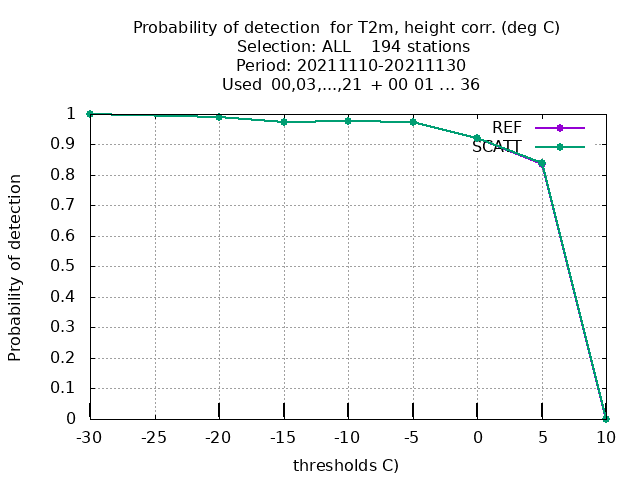 Probability of detection  for T2m, height corr. (deg C)
Selection: ALL    194 stations
Period: 20211110-20211130
Used  00,03,...,21  + 00 01 ... 36
REF
SCATT
1
0.9
0.8
0.7
0.6
0.5
0.4
0.3
0.2
0.1
0
Probability of detection
-30 -25 -20 -15 -10 -5 0 5 10
thresholds C)